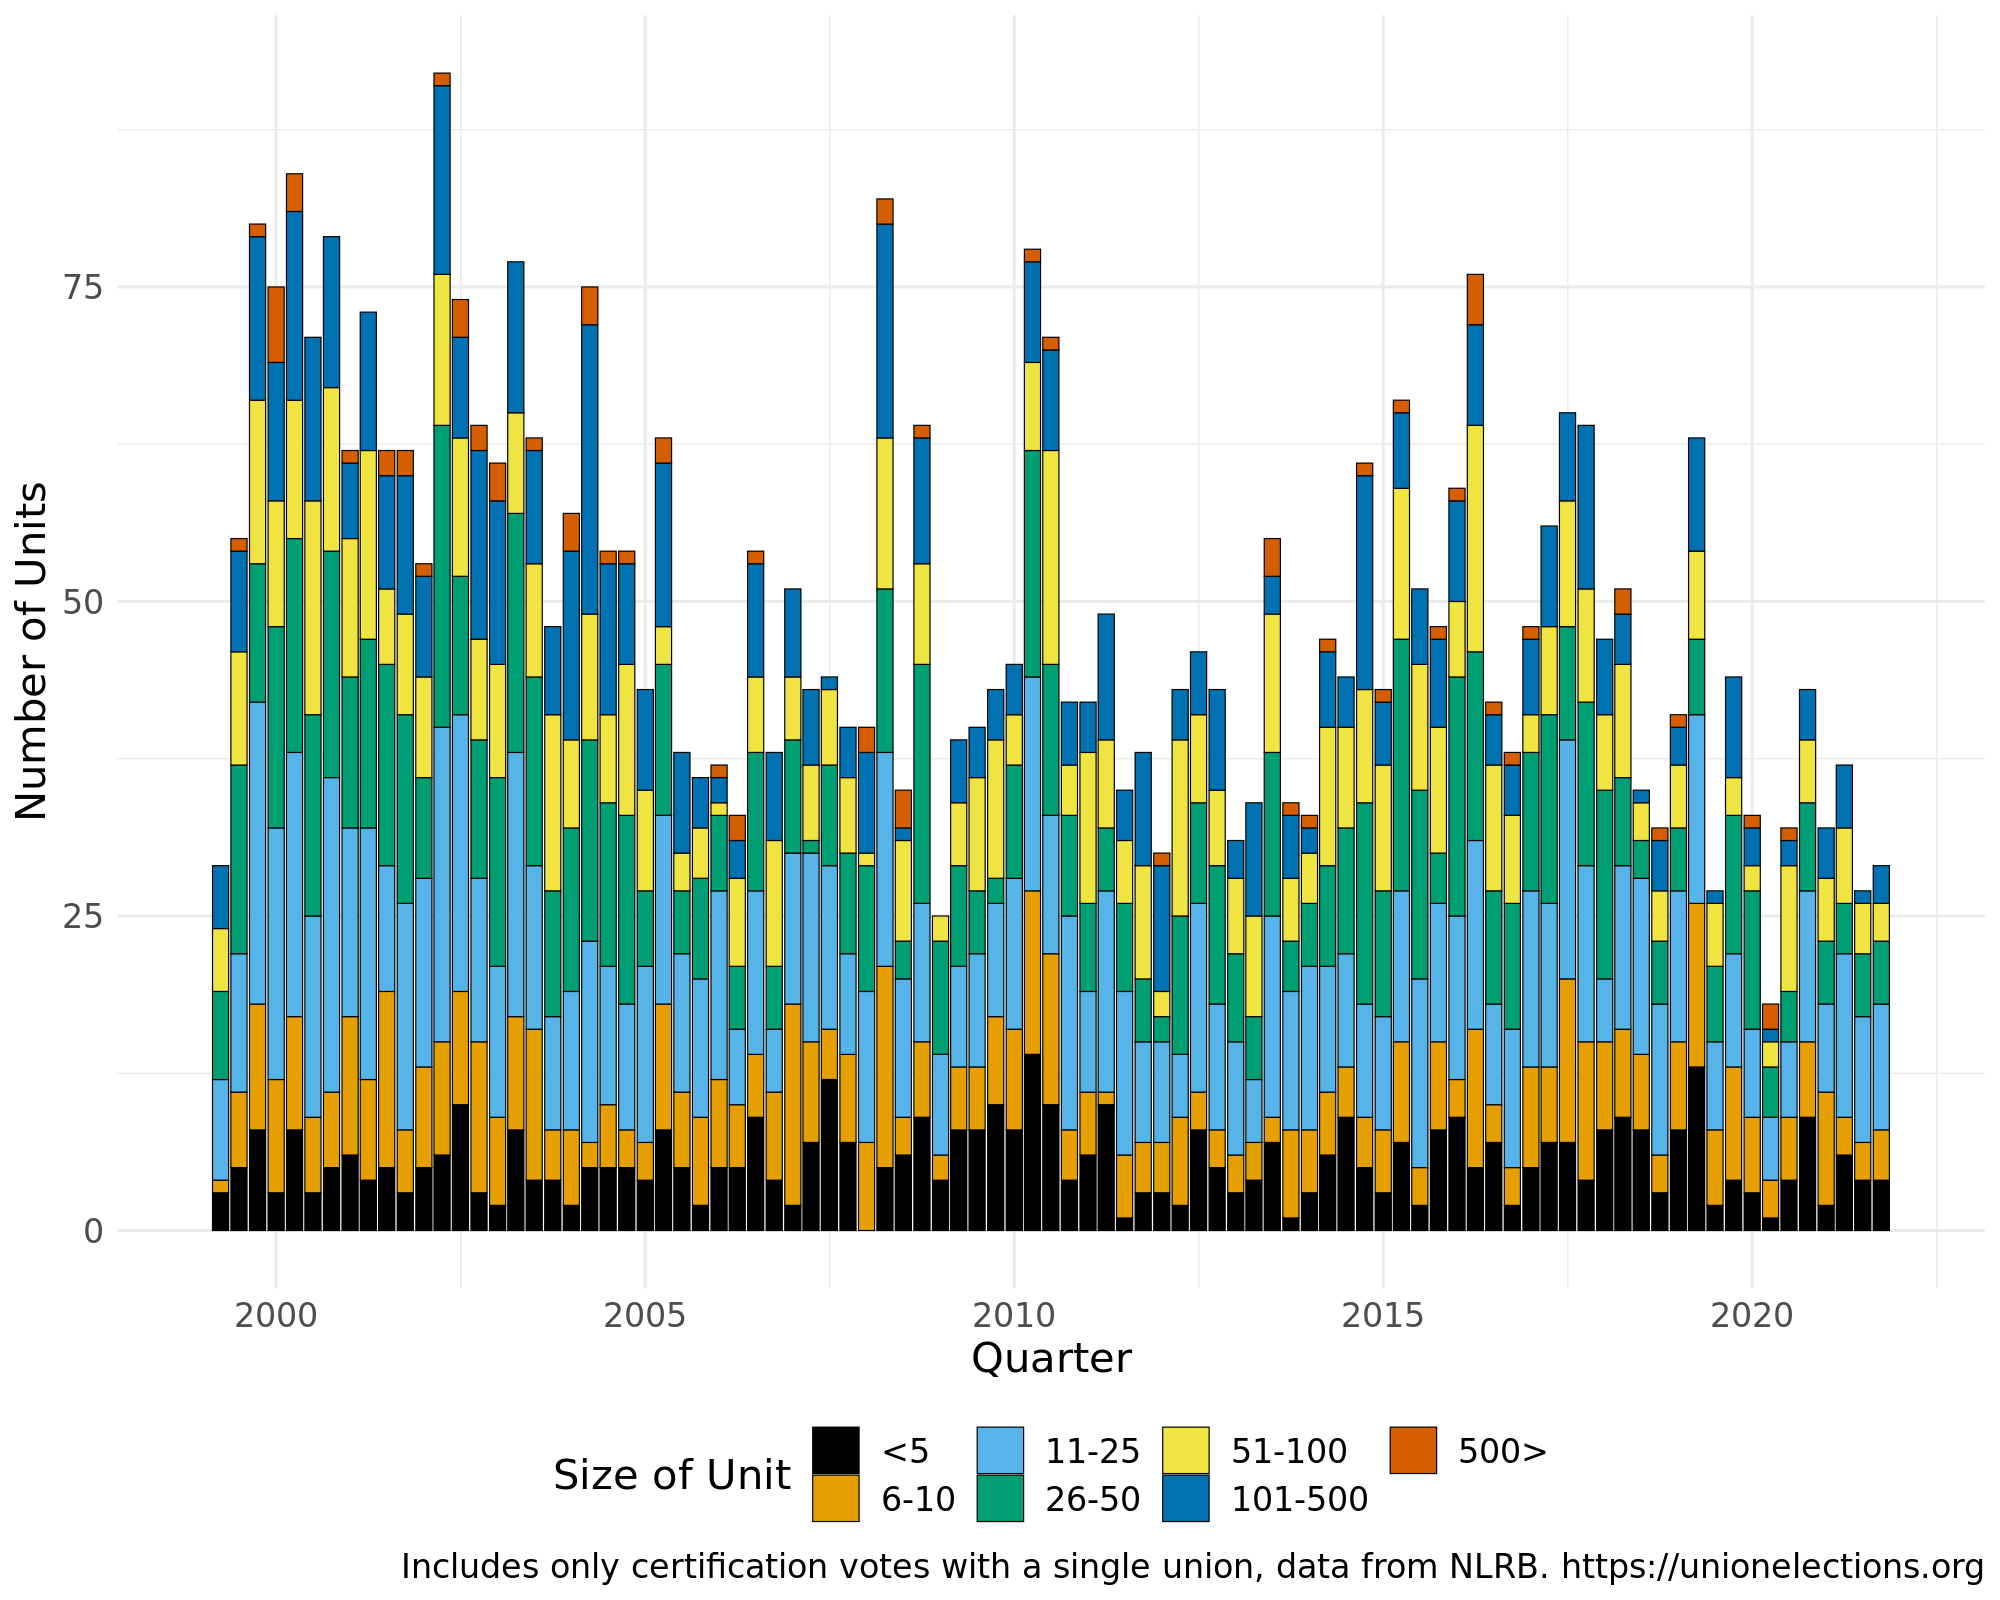 75
50
25
0
Number of Units
2000 2005 2010 2015 2020
Quarter
Size of Unit
<5 11-25 51-100 500>
6-10 26-50 101-500
Includes only certification votes with a single union, data from NLRB. https://unionelections.org